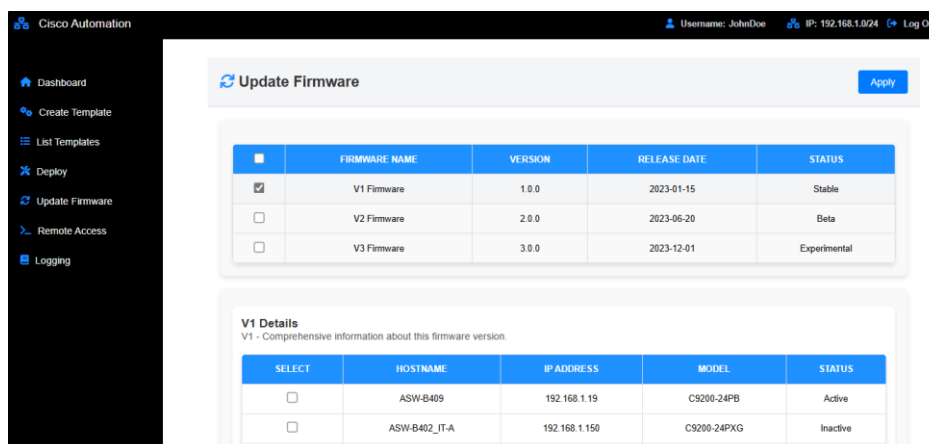 Cisco Automation
Username: JohnDoe
IP: 192.168.1.0/24
Log O
Dashboard
Create Template
List Templates
Deploy
Update Firmware
Remote Access
Logging
Update Firmware
Apply
FIRMWARE NAME VERSION RELEASE DATE STATUS
V1 Firmware 1.0.0 2023-01-15 Stable
V2 Firmware 2.0.0 2023-06-20 Beta
V3 Firmware 3.0.0 2023-12-01 Experimental
V1 Details
V1 - Comprehensive information about this firmware version.
SELECT HOSTNAME IP ADDRESS MODEL STATUS
ASW-B409 192.168.1.19 C9200-24PB Active
ASW-B402_IT-A 192.168.1.150 C9200-24PXG Inactive